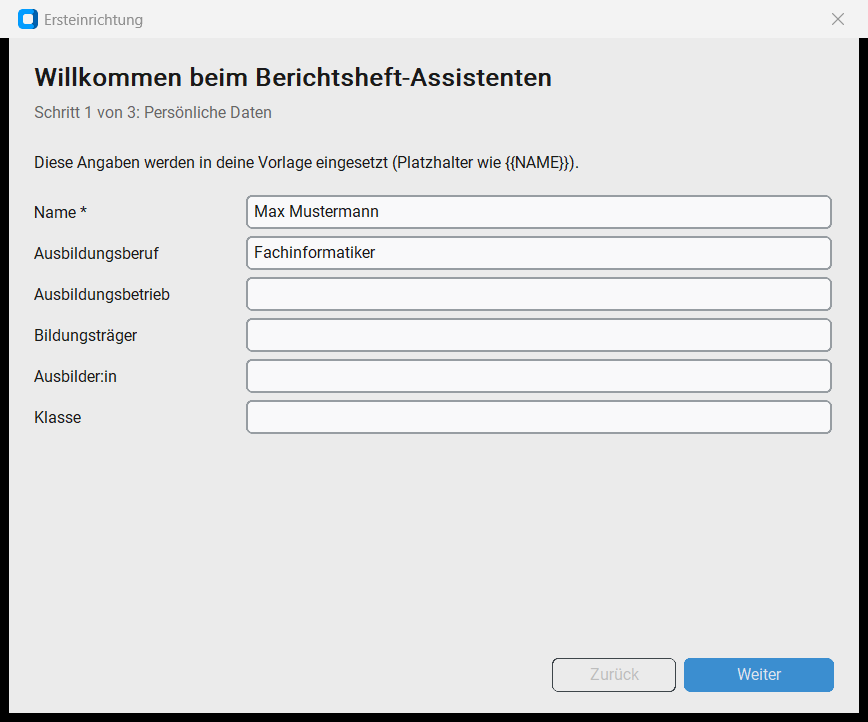 Ersteinrichtung
Willkommen beim Berichtsheft-Assistenten
Schritt 1 von 3: Persönliche Daten
Diese Angaben werden in deine Vorlage eingesetzt (Platzhalter wie {{NAME}}).
Name * Max Mustermann
Ausbildungsberuf Fachinformatiker
Ausbildungsbetrieb
Bildungsträger
Ausbilder:in
Klasse
Zurück Weiter